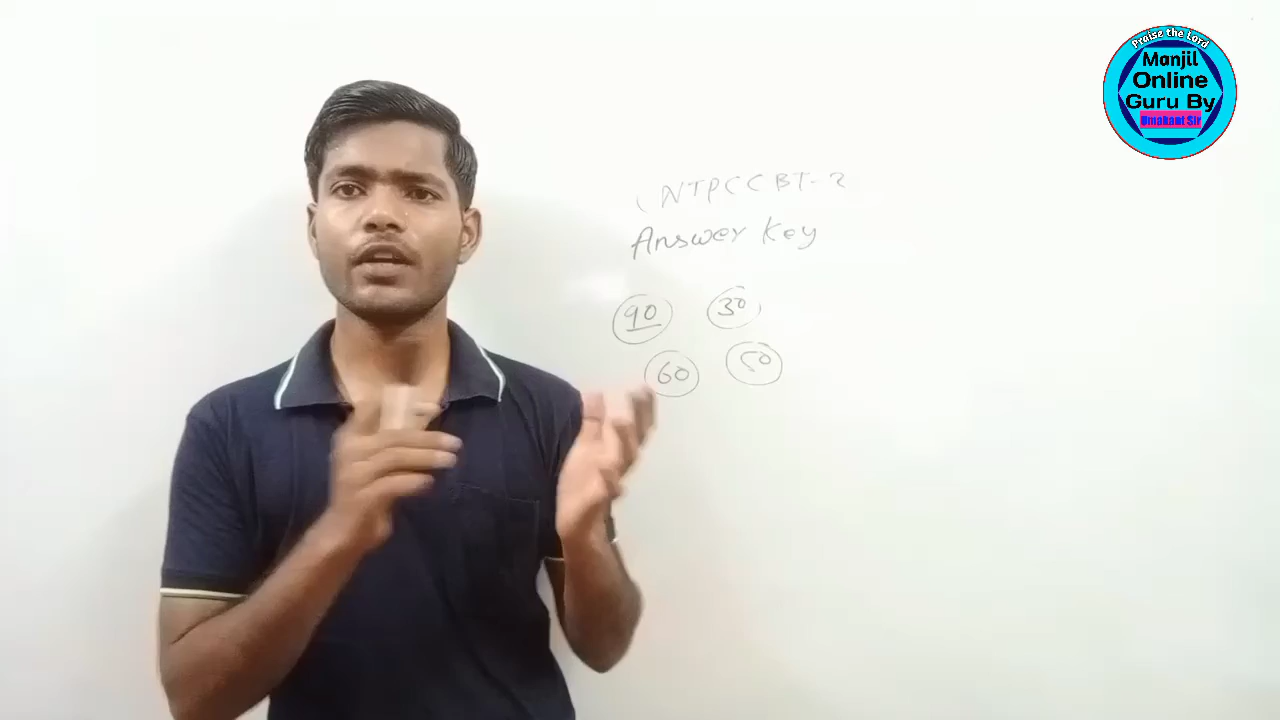 Praise the Lord
Manjil
Online
Guru By
Umakant Sir
(NTPC CBT-2
Answer Key
90 30
60 50